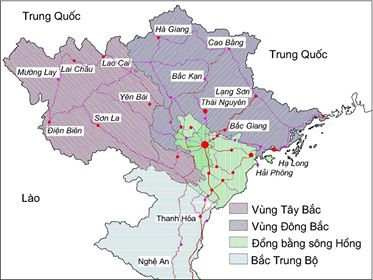 Trung Quốc
Hà Giang
Cao Bằng
Trung Quốc
Lao Cai
Lai Châu
Mường Lay
Bắc Kạn
Lạng Sơn
Yên Bái
Thái Nguyên
Sơn La
Bắc Giang
Điện Biên
Hạ Long
Hải Phòng
Lào
Vùng Tây Bắc
Thanh Hóa
Vùng Đông Bắc
Đồng bằng sông Hồng
Nghệ An
Bắc Trung Bộ